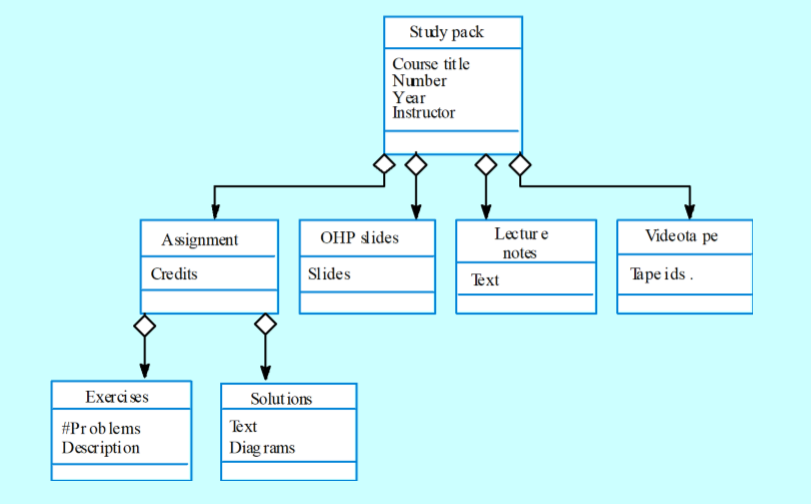 Study pack
Course title
Number
Year
Instructor
Assignment
Credits
OHP slides
Slides
Lecture
notes
Text
Videotape
Tape ids .
Exercises
#Problems
Description
Solutions
Text
Diagrams